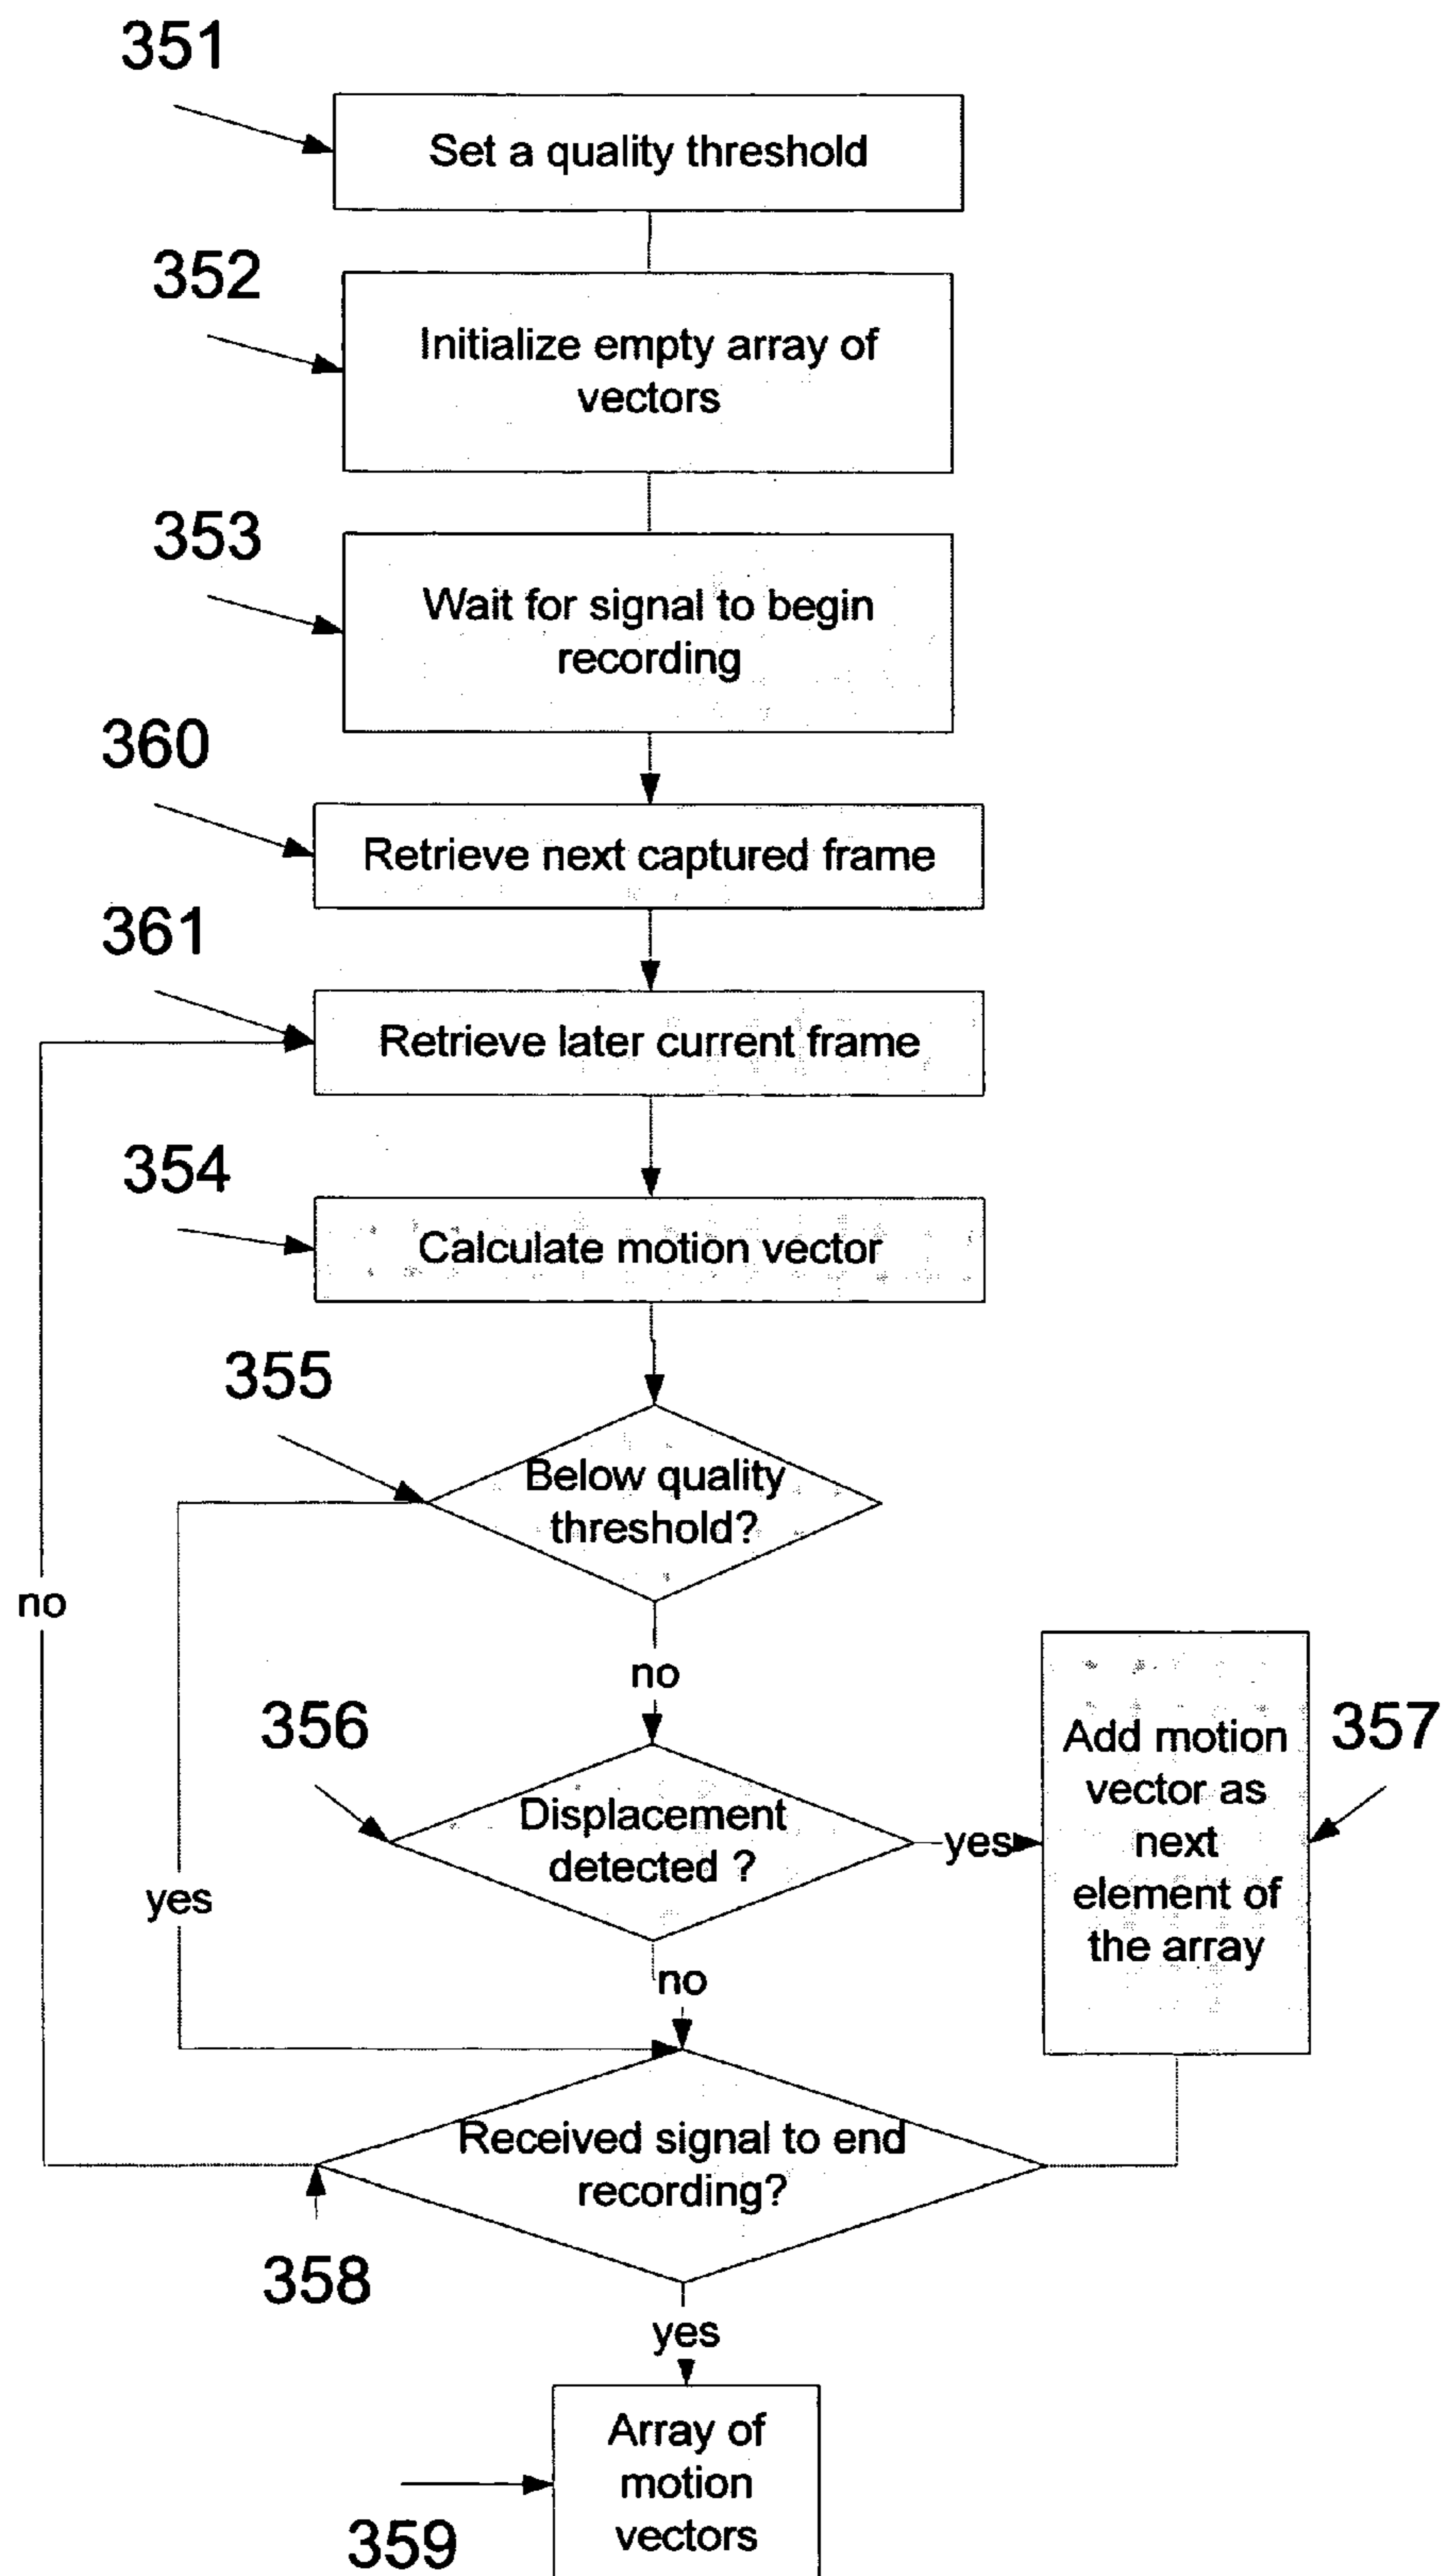 351
Set a quality threshold
352
Initialize empty array of
vectors
353
Wait for signal to begin
recording
360
Retrieve next captured frame
361
Retrieve later current frame
354
Calculate motion vector
355
Below quality
threshold?
no
no
356
Displacement
detected ?
yes
Add motion
vector as
next
element of
the array
357
yes
no
Received signal to end
recording?
358
yes
Array of
motion
vectors
359